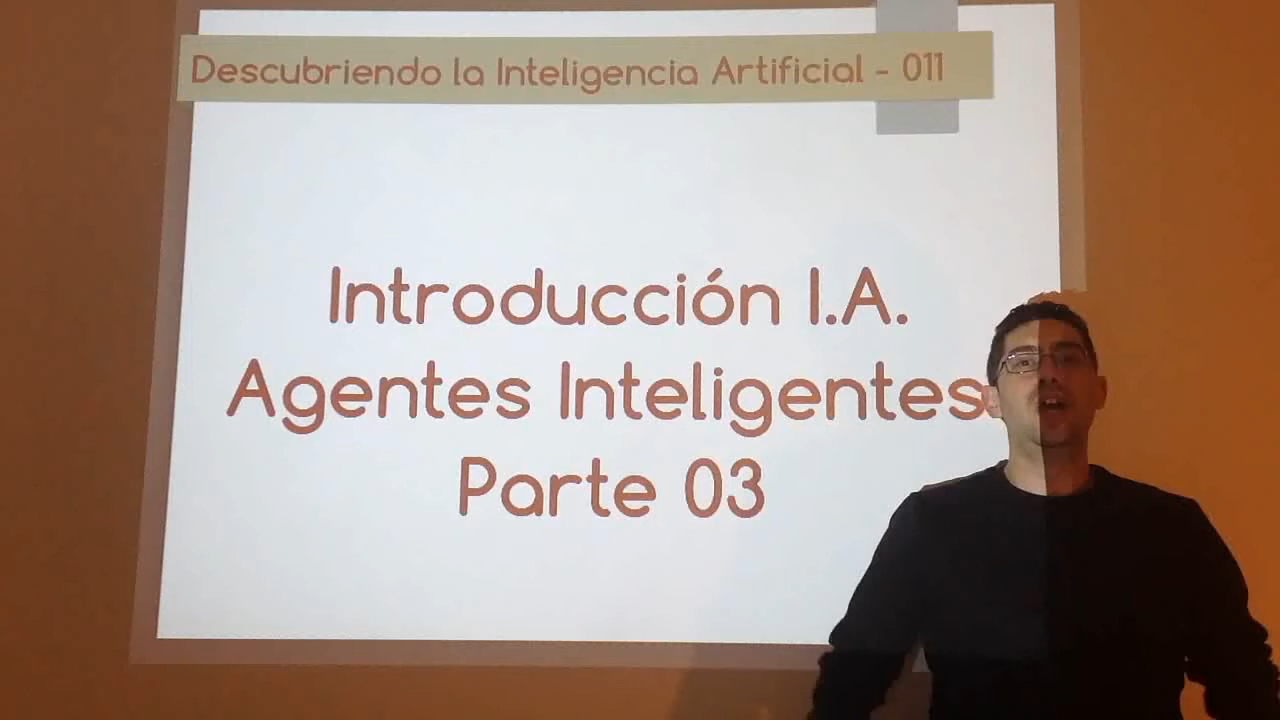 Descubriendo la Inteligencia Artificial - 011
Introducción I.A.
Agentes Inteligentes
Parte 03